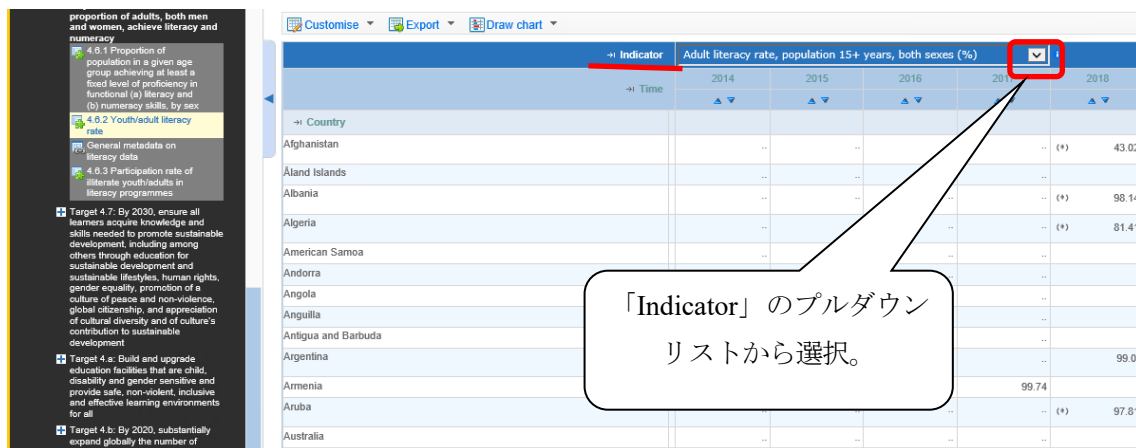 proportion of adults, both men
and women, achieve literacy and
numeracy
4.6.1 Proportion of
population in a given age
group achieving at least a
fixed level of proficiency in
functional (a) literacy and
(b) numeracy skills, by sex
4.6.2 Youth/adult literacy
rate
General metadata on
literacy data
4.6.3 Participation rate of
illiterate youth/adults in
literacy programmes
Target 4.7: By 2030, ensure all
learners acquire knowledge and
skills needed to promote sustainable
development, including among
others through education for
sustainable development and
sustainable lifestyles, human rights,
gender equality, promotion of a
culture of peace and non-violence,
global citizenship, and appreciation
of cultural diversity and of culture's
contribution to sustainable
development
Target 4.a: Build and upgrade
education facilities that are child,
disability and gender sensitive and
provide safe, non-violent, inclusive
and effective learning environments
for all
Target 4.b: By 2020, substantially
expand globally the number of
Customise Export Draw chart
Indicator Adult literacy rate, population 15+ years, both sexes (%)
Time 2014 2015 2016 2018
Country
Afghanistan .. .. .. .. (*) 43.02
Åland Islands .. .. .. ..
Albania .. .. .. .. (*) 98.14
Algeria .. .. .. .. (*) 81.41
American Samoa .. .. ..
Andorra .. ..
Angola ..
Anguilla ..
Antigua and Barbuda ..
Argentina .. 99.0
Armenia 99.74
Aruba .. (*) 97.81
Australia .. .. .. ..
「Indicator」のプルダウン
リストから選択。